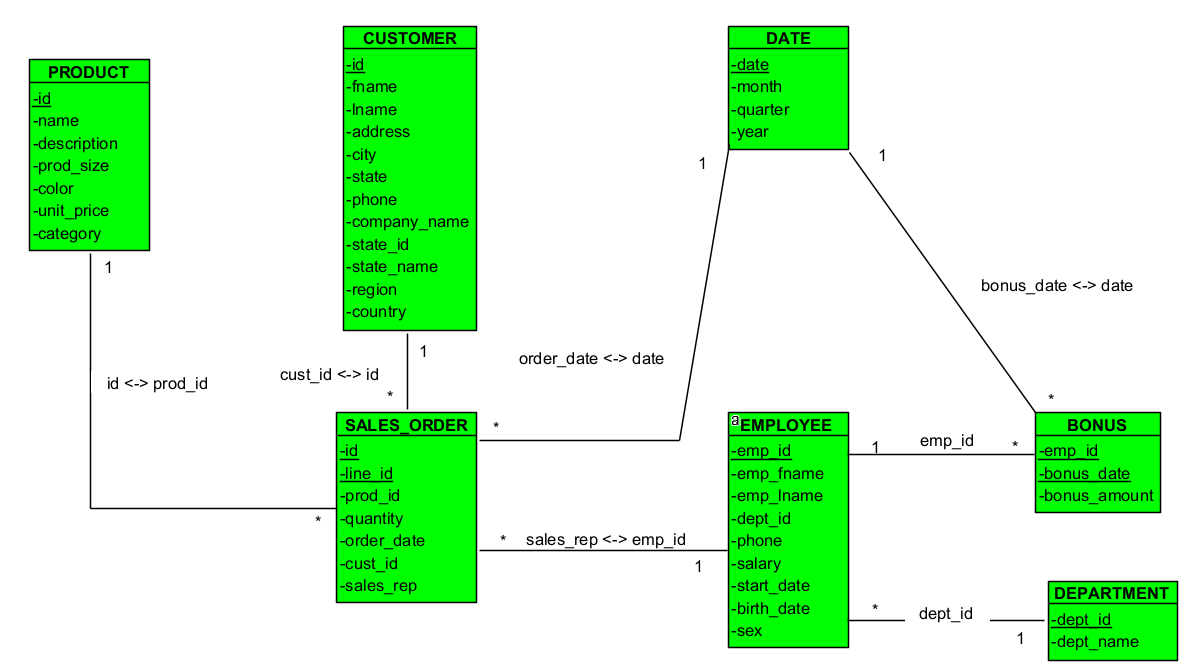 PRODUCT
-id
-name
-description
-prod_size
-color
-unit_price
-category
1
id <-> prod_id
*
CUSTOMER
-id
-fname
-lname
-address
-city
-state
-phone
-company_name
-state_id
-state_name
-region
-country
1
cust_id <-> id
*
SALES_ORDER
-id
-line_id
-prod_id
-quantity
-order_date
-cust_id
-sales_rep
DATE
-date
-month
-quarter
-year
1
order_date <-> date
*
1
bonus_date <-> date
*
a
EMPLOYEE
-emp_id
-emp_fname
-emp_lname
-dept_id
-phone
-salary
-start_date
-birth_date
-sex
* sales_rep <-> emp_id
1
1 emp_id *
BONUS
-emp_id
-bonus_date
-bonus_amount
* dept_id
1
DEPARTMENT
-dept_id
-dept_name